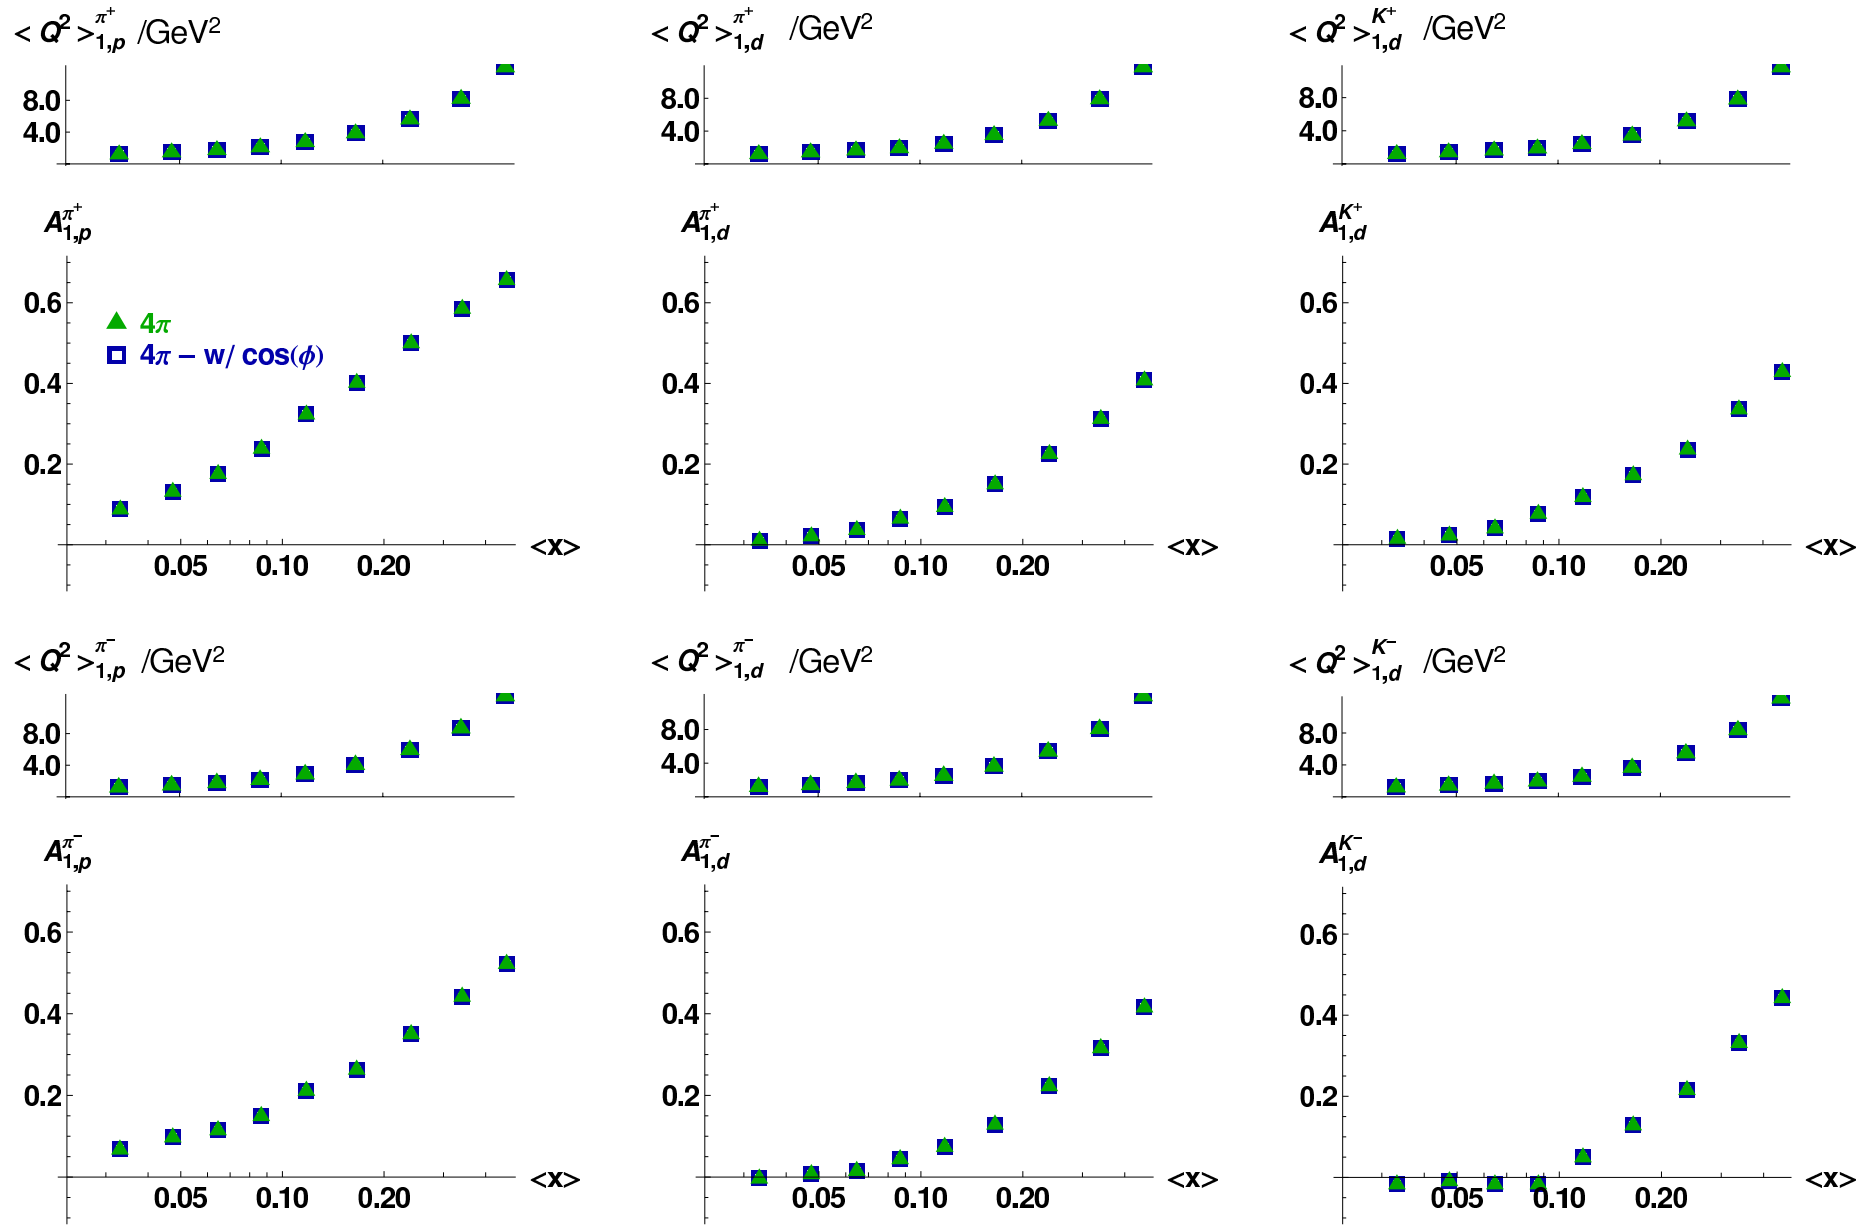 < Q² >π⁺1,p /GeV²
< Q² >π⁺1,d /GeV²
< Q² >K⁺1,d /GeV²
8.0
4.0
8.0
4.0
8.0
4.0
Aπ⁺1,p
Aπ⁺1,d
AK⁺1,d
0.6
0.4
0.2
▲ 4π
4π − w/ cos(ϕ)
0.05 0.10 0.20
<x>
0.6
0.4
0.2
0.05 0.10 0.20
<x>
0.6
0.4
0.2
0.05 0.10 0.20
<x>
< Q² >π⁻1,p /GeV²
< Q² >π⁻1,d /GeV²
< Q² >K⁻1,d /GeV²
8.0
4.0
8.0
4.0
8.0
4.0
Aπ⁻1,p
Aπ⁻1,d
AK⁻1,d
0.6
0.4
0.2
0.05 0.10 0.20
<x>
0.6
0.4
0.2
0.05 0.10 0.20
<x>
0.6
0.4
0.2
0.05 0.10 0.20
<x>